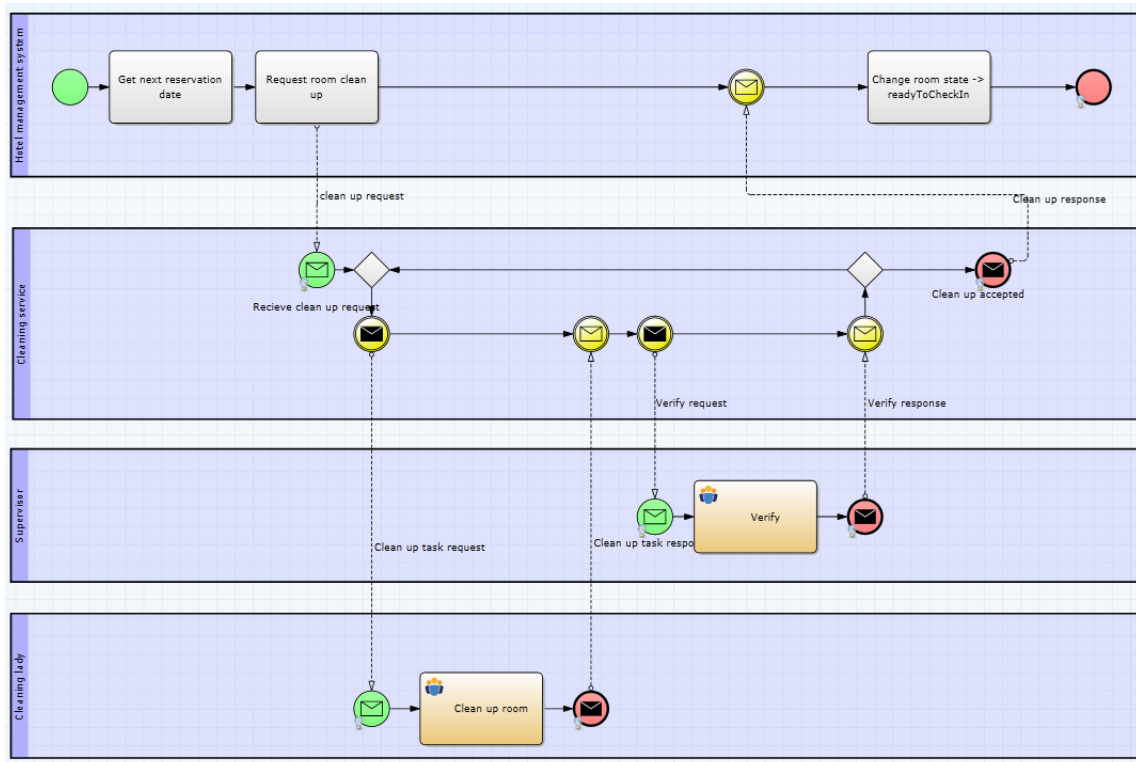 Hotel management system
Get next reservation
date
Request room clean
up
Change room state ->
readyToCheckIn
clean up request
Clean up response
Cleaning service
Recieve clean up request
Clean up accepted
Verify request
Verify response
Supervisor
Verify
Clean up task request
Clean up task respo
Cleaning lady
Clean up room